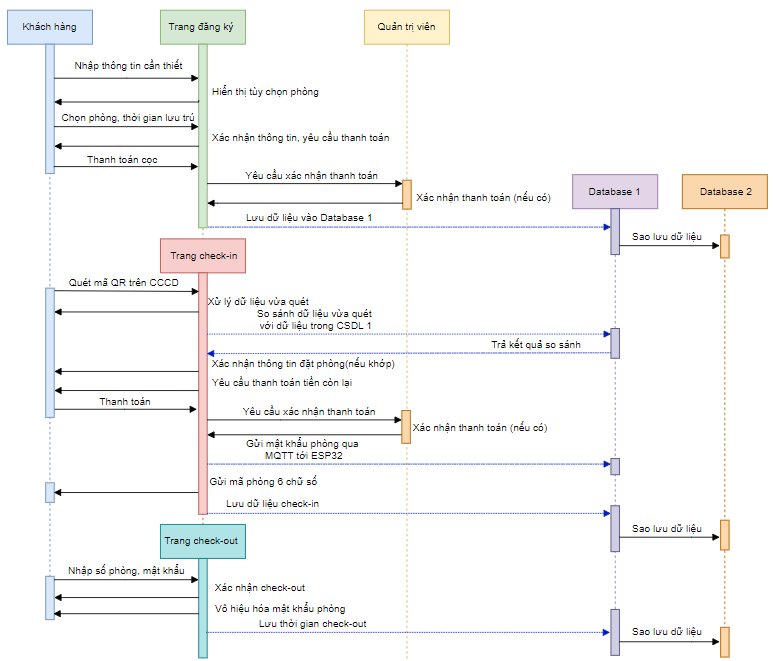 Khách hàng
Trang đăng ký
Quản trị viên
Nhập thông tin cần thiết
Hiển thị tùy chọn phòng
Chọn phòng, thời gian lưu trú
Xác nhận thông tin, yêu cầu thanh toán
Thanh toán cọc
Yêu cầu xác nhận thanh toán
Xác nhận thanh toán (nếu có)
Database 1
Database 2
Lưu dữ liệu vào Database 1
Sao lưu dữ liệu
Trang check-in
Quét mã QR trên CCCD
Xử lý dữ liệu vừa quét
So sánh dữ liệu vừa quét
với dữ liệu trong CSDL 1
Trả kết quả so sánh
Xác nhận thông tin đặt phòng(nếu khớp)
Yêu cầu thanh toán tiền còn lại
Thanh toán
Yêu cầu xác nhận thanh toán
Xác nhận thanh toán (nếu có)
Gửi mật khẩu phòng qua
MQTT tới ESP32
Gửi mã phòng 6 chữ số
Lưu dữ liệu check-in
Sao lưu dữ liệu
Trang check-out
Nhập số phòng, mật khẩu
Xác nhận check-out
Vô hiệu hóa mật khẩu phòng
Lưu thời gian check-out
Sao lưu dữ liệu